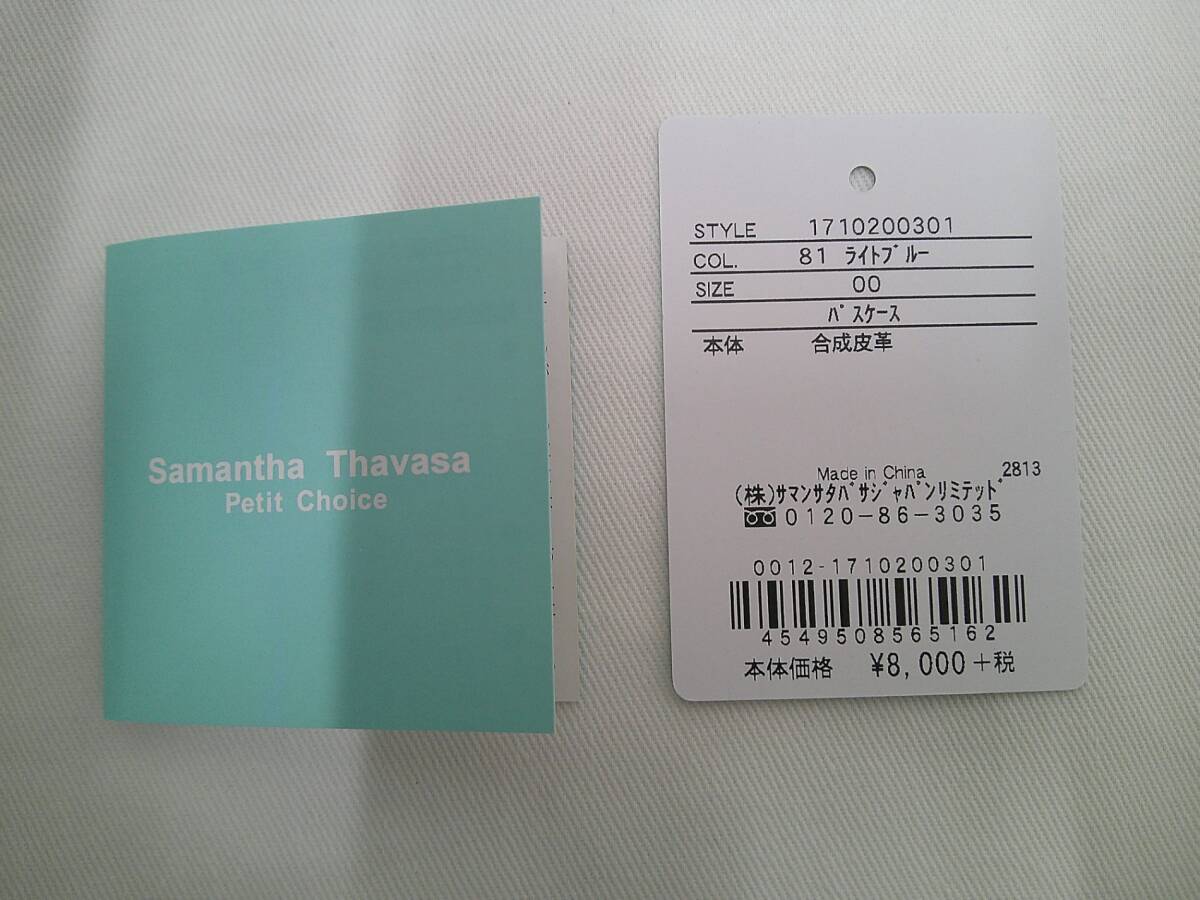 Samantha Thavasa
Petit Choice
STYLE 1710200301
COL. 81 ﾗｲﾄﾌﾞﾙｰ
SIZE 00
ﾊﾟｽｹｰｽ
本体 合成皮革
Made in China 2813
(株)ｻﾏﾝｻﾀﾊﾞｻｼﾞｬﾊﾟﾝﾘﾐﾃｯﾄﾞ
0120-86-3035
0012-1710200301
4549508565162
本体価格 ¥8,000+税